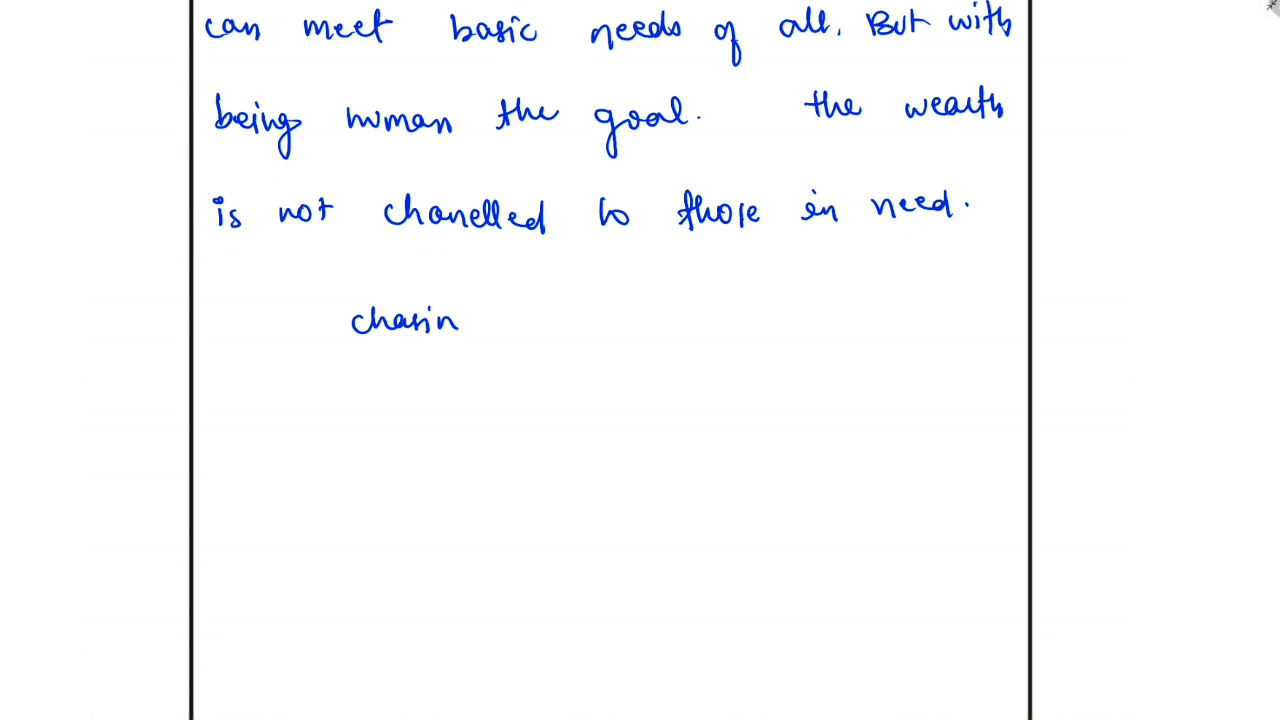 can meet basic needs of all. But with
being human the goal. the wealth
is not chanelled to those in need.
chasin